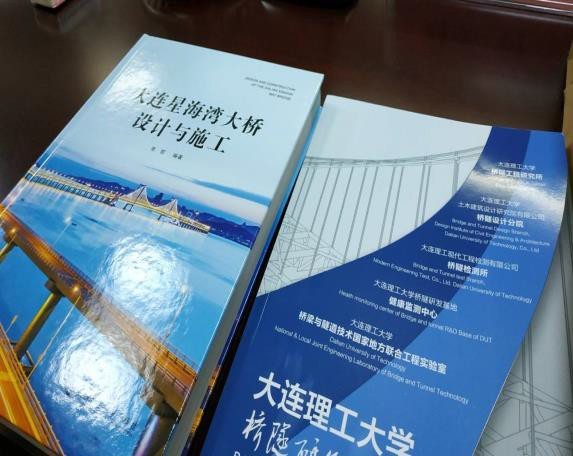 DESIGN AND CONSTRUCTION
OF THE DALIAN XINGHAI
BAY BRIDGE
大连星海湾大桥
设计与施工
编著
大连理工大学
桥隧工程研究所
大连理工大学
土木建筑设计研究院有限公司
桥隧设计分院
Bridge and Tunnel Design Branch,
Design Institute of Civil Engineering & Architecture
Dalian University of Technology, Co., Ltd
大连理工现代工程检测有限公司
桥隧检测所
Bridge and Tunnel test Branch,
Modern Engineering Test, Co., Ltd. Dalian University of Technology
大连理工大学桥隧研发基地
健康监测中心
Health monitoring center of Bridge and tunnel R&D Base of DUT
大连理工大学
桥梁与隧道技术国家地方联合工程实验室
Dalian University of Technology
National & Local Joint Engineering Laboratory of Bridge and Tunnel Technology
大连理工大学
桥隧研